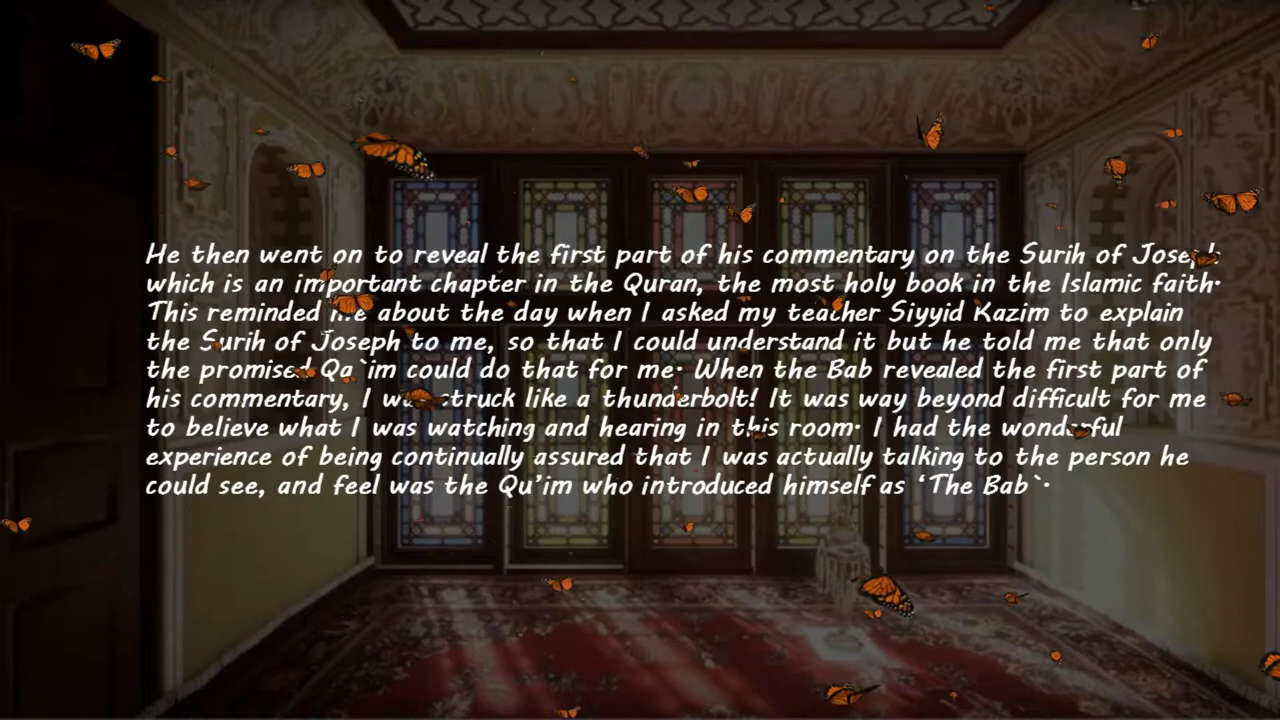 He then went on to reveal the first part of his commentary on the Surih of Joseph
which is an important chapter in the Quran, the most holy book in the Islamic faith.
This reminded me about the day when I asked my teacher Siyyid Kazim to explain
the Surih of Joseph to me, so that I could understand it but he told me that only
the promised Qa`im could do that for me. When the Bab revealed the first part of
his commentary, I was struck like a thunderbolt! It was way beyond difficult for me
to believe what I was watching and hearing in this room. I had the wonderful
experience of being continually assured that I was actually talking to the person he
could see, and feel was the Qu’im who introduced himself as ‘The Bab`.